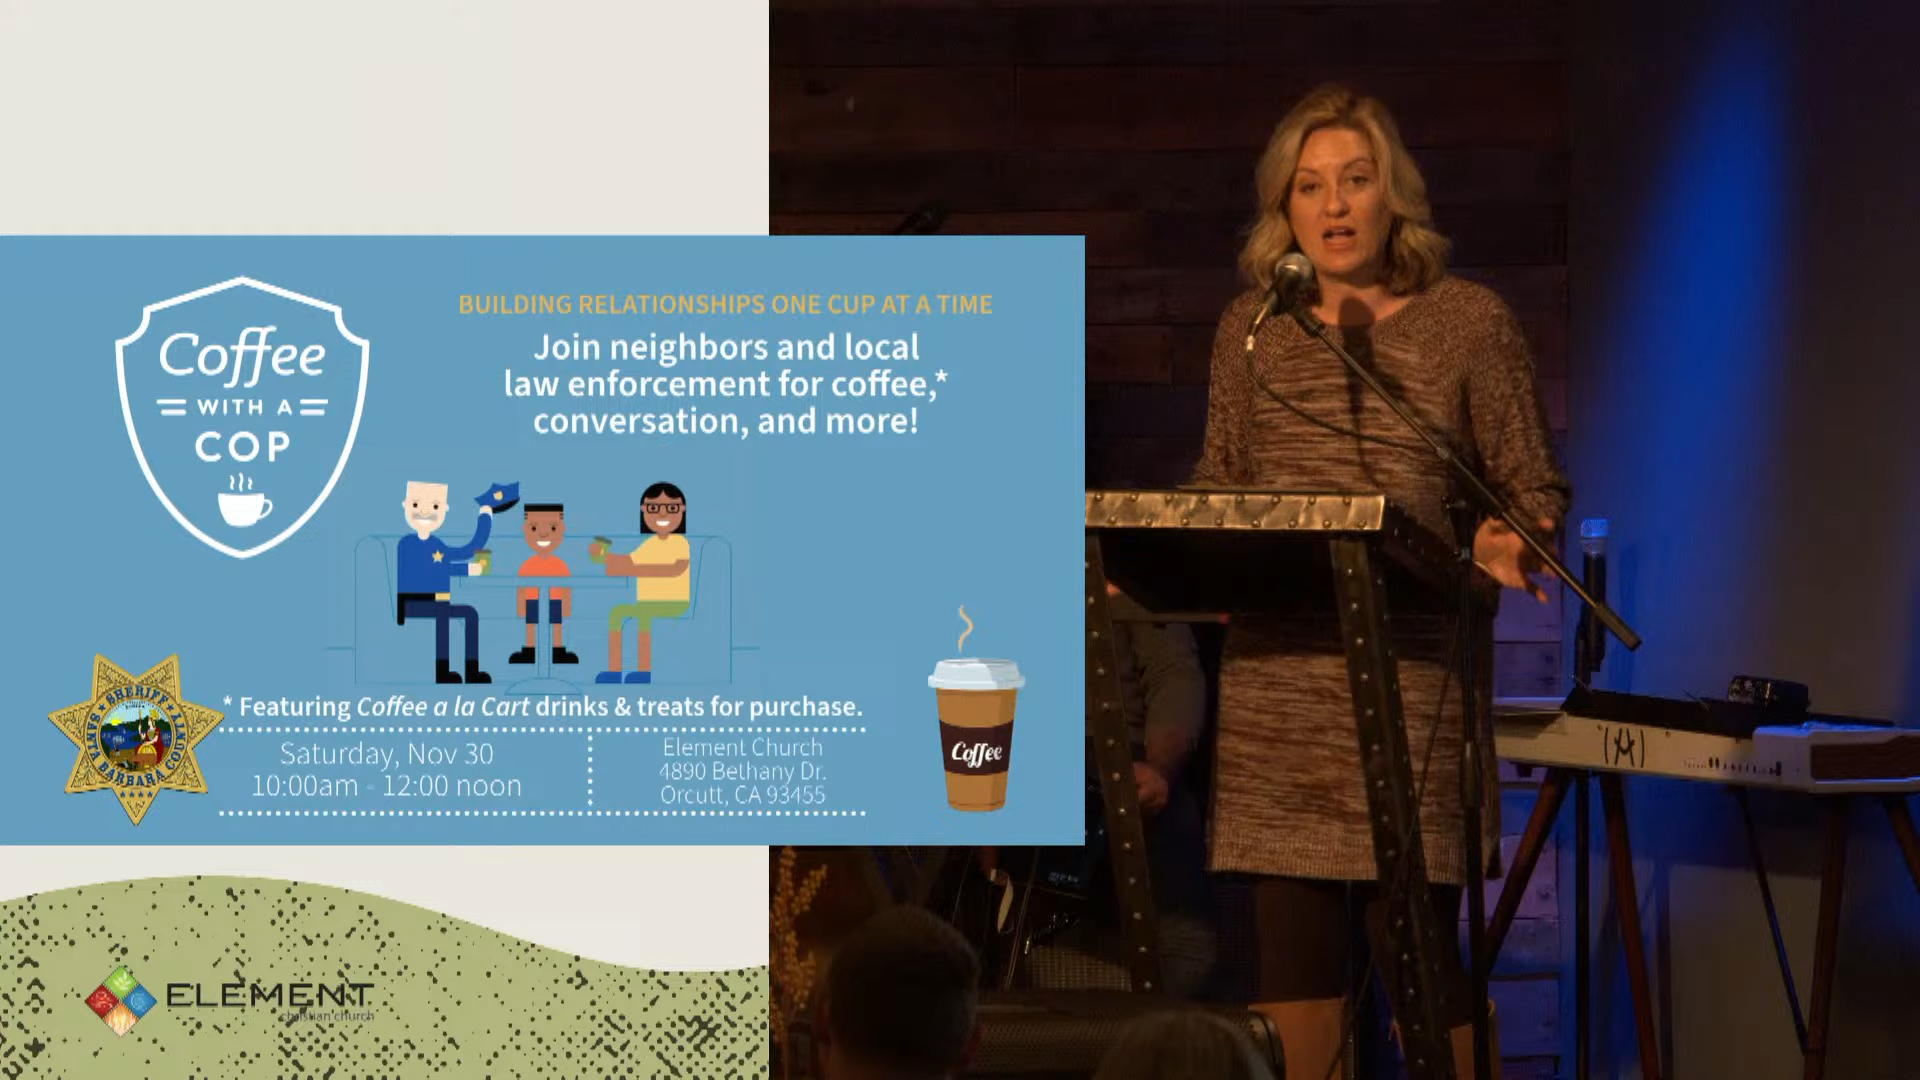 Coffee
WITH A
COP
BUILDING RELATIONSHIPS ONE CUP AT A TIME
Join neighbors and local
law enforcement for coffee,*
conversation, and more!
* Featuring Coffee a la Cart drinks & treats for purchase.
Saturday, Nov 30
10:00am - 12:00 noon
Element Church
4890 Bethany Dr.
Orcutt, CA 93455
SHERIFF
SANTA BARBARA COUNTY
Coffee
ELEMENT
christian church